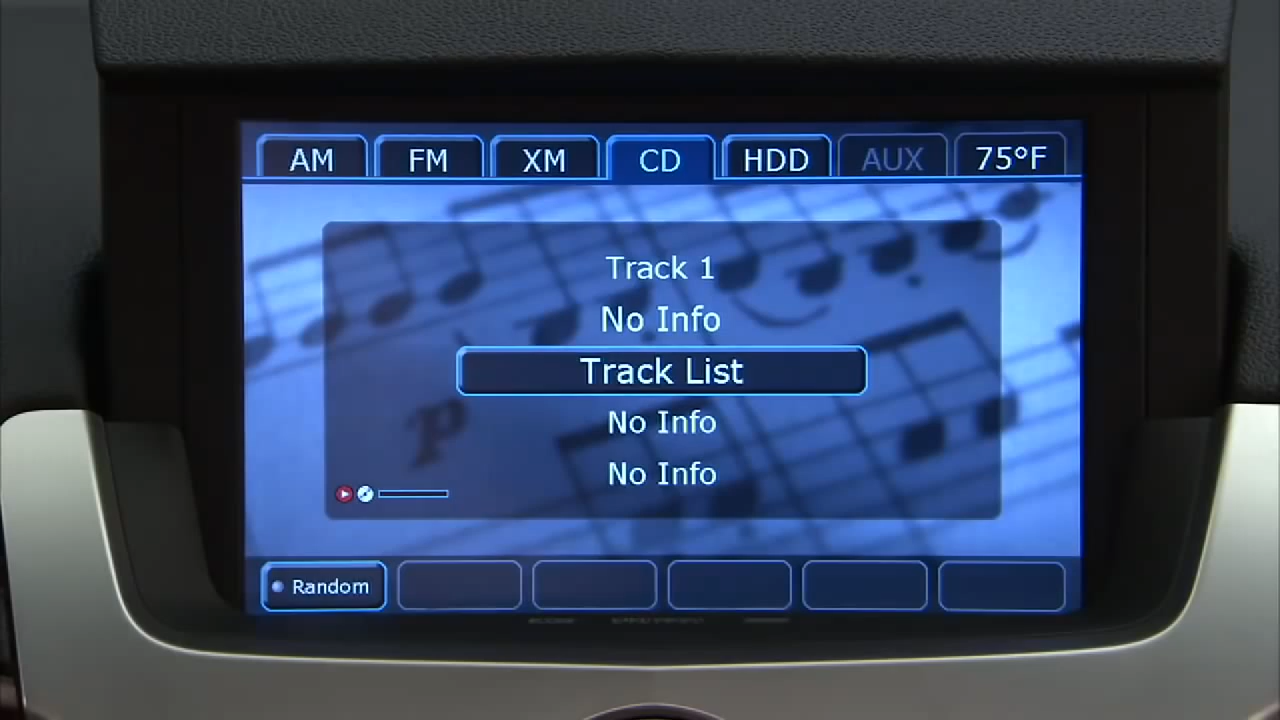 AM FM XM CD HDD AUX 75°F
Track 1
No Info
Track List
No Info
No Info
Random